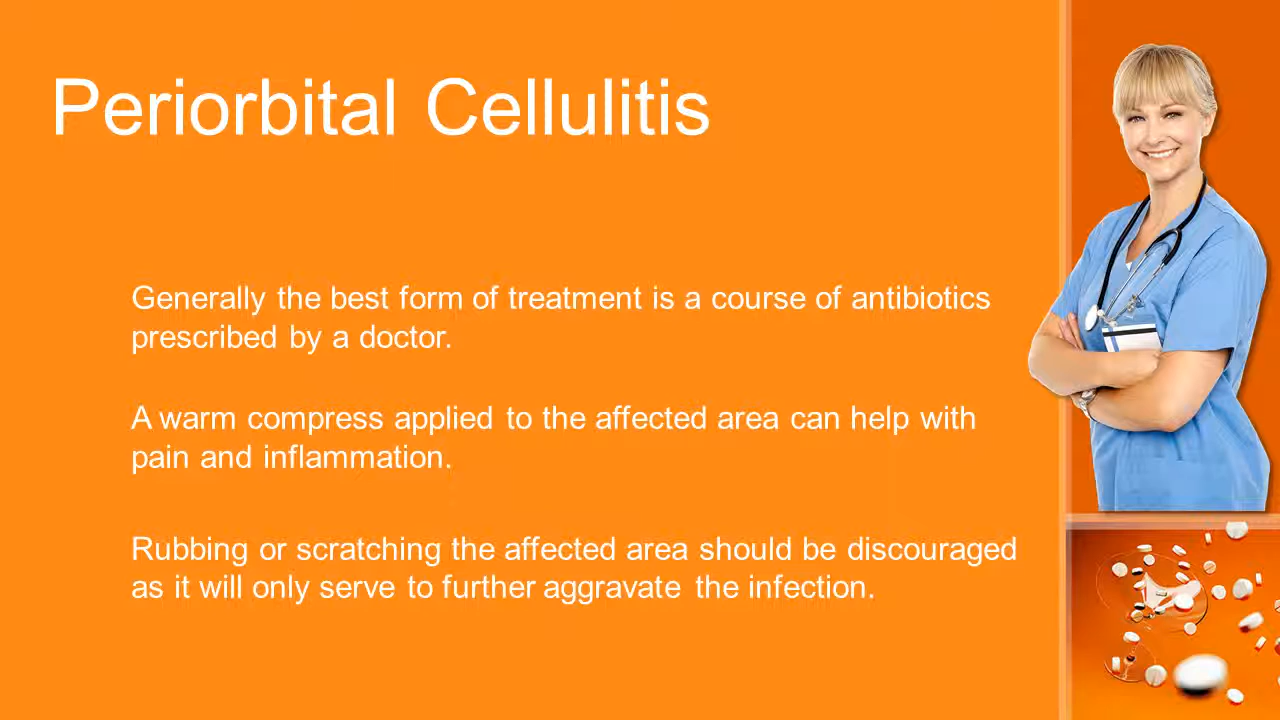 Periorbital Cellulitis
Generally the best form of treatment is a course of antibiotics
prescribed by a doctor.
A warm compress applied to the affected area can help with
pain and inflammation.
Rubbing or scratching the affected area should be discouraged
as it will only serve to further aggravate the infection.